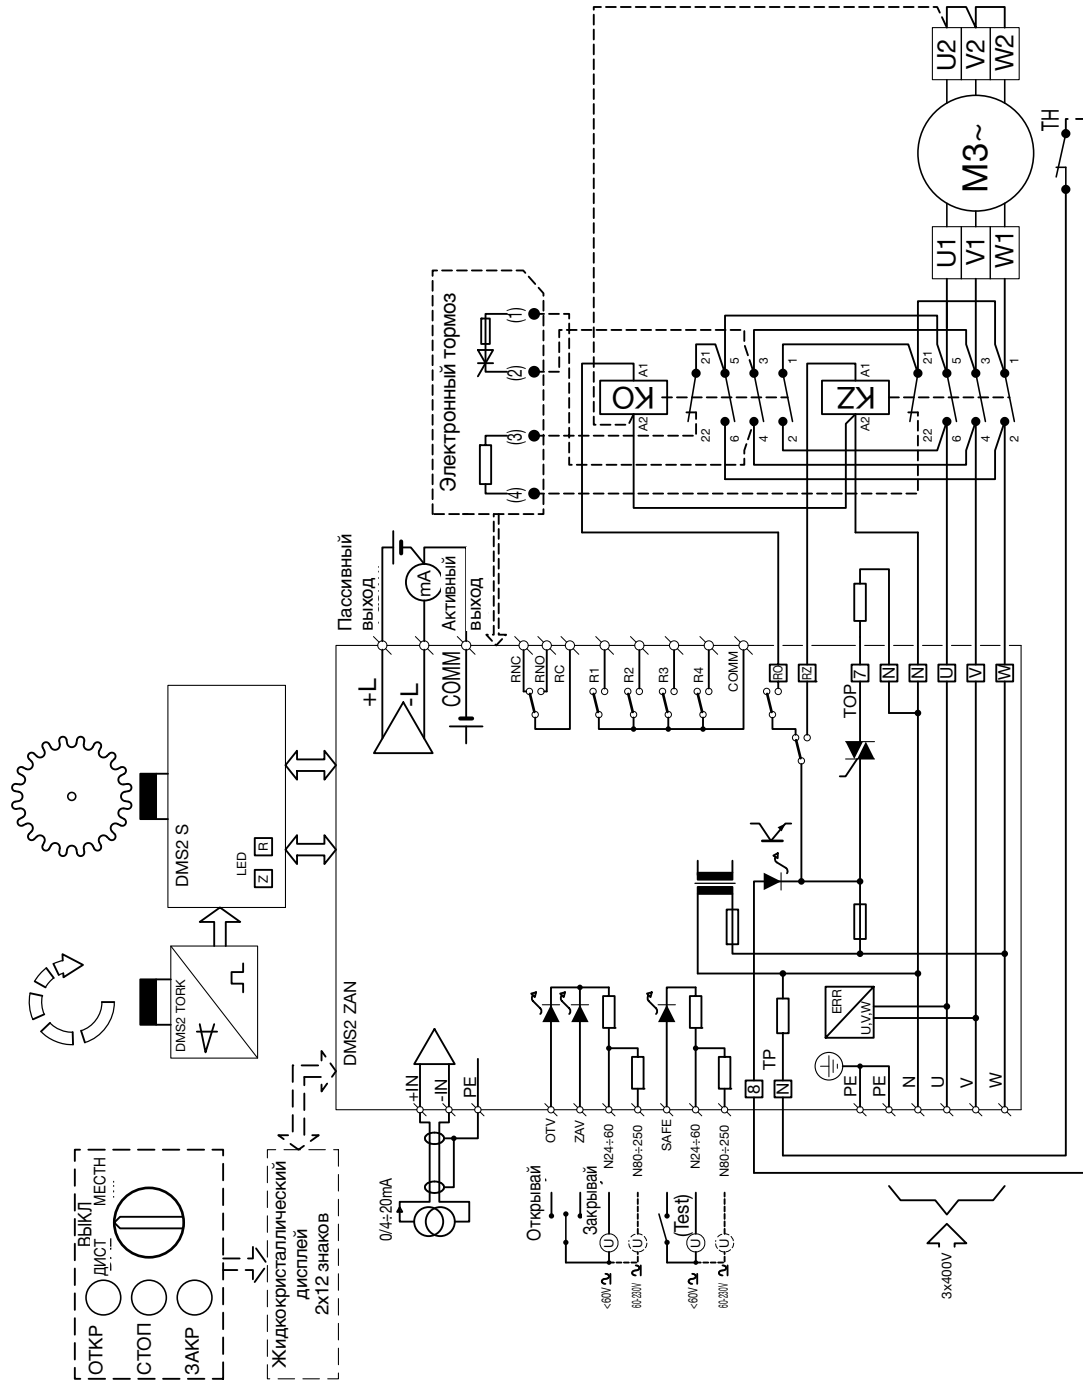 ОТКР
СТОП
ЗАКР
ДИСТ
ВЫКЛ
МЕСТН
Жидкокристаллический
дисплей
2х12 знаков
DMS2 TORK
DMS2 S
LED
Z
R
DMS2 ZAN
0/4÷20mA
+IN
-IN
PE
+L
-L
COMM
Пассивный
выход
mA
Активный
выход
Электронный тормоз
(4)
(3)
(2)
(1)
Открывай
Закрывай
<60V
60-230V
U
U
OTV
ZAV
N24÷60
N80÷250
(Test)
<60V
60-230V
U
U
SAFE
N24÷60
N80÷250
RNC
RNO
RC
R1
R2
R3
R4
COMM
RO
RZ
8
N
TP
TOP
7
N
N
U
V
W
ERR
U,V,W
PE
PE
N
U
V
W
3x400V
KO
A2
A1
22
21
6
5
4
3
2
1
KZ
A2
A1
22
21
6
5
4
3
2
1
U1
V1
W1
M3~
U2
V2
W2
TH